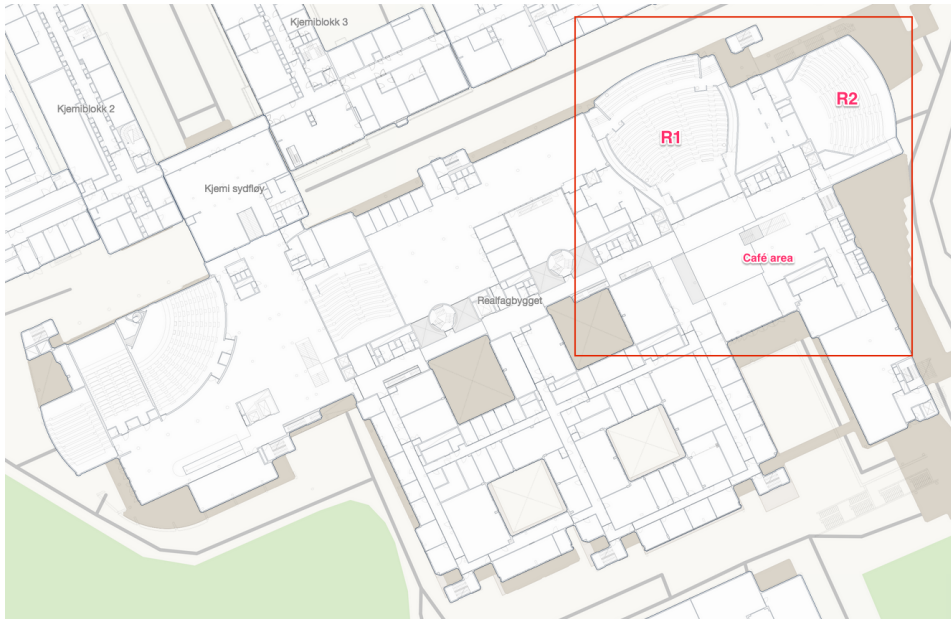 Kjemiblokk 3
Kjemiblokk 2
R2
R1
Kjemi sydfløy
Café area
Realfagbygget